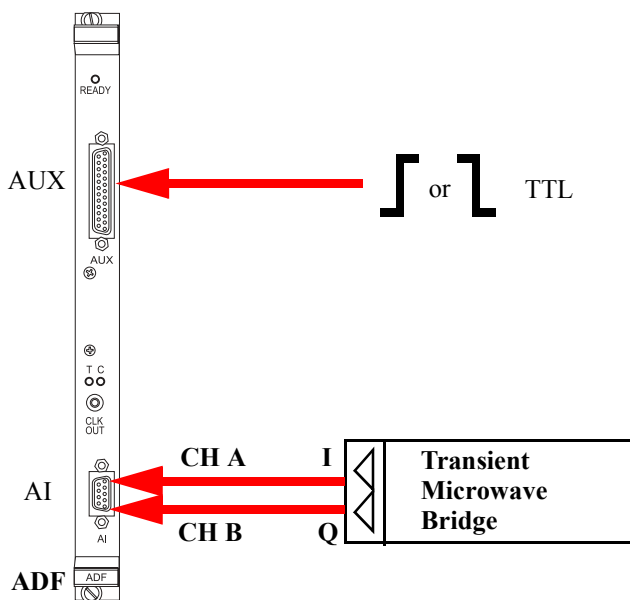 READY
AUX
or
TTL
AUX
T C
CLK
OUT
CH A
I
Transient
Microwave
Bridge
AI
CH B
Q
AI
ADF
ADF